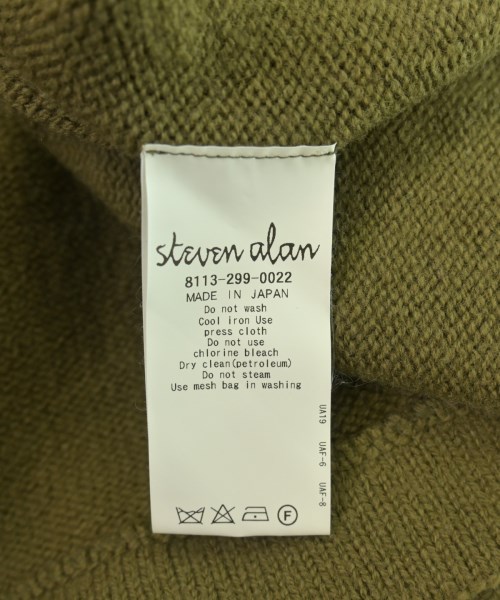 steven alan
8113-299-0022
MADE IN JAPAN
Do not wash
Cool iron Use
press cloth
Do not use
chlorine bleach
Dry clean(petroleum)
Do not steam
Use mesh bag in washing
UA19 UAF-6 UAF-8
F